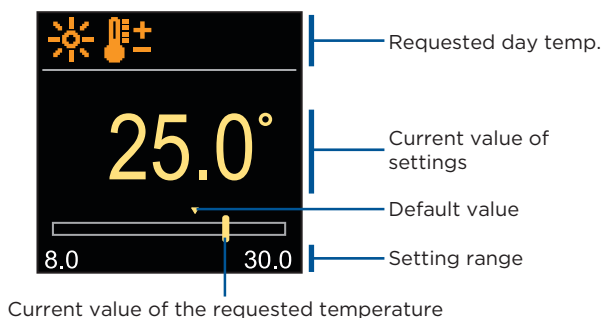 Requested day temp.
25.0°
Current value of
settings
Default value
8.0 30.0
Setting range
Current value of the requested temperature